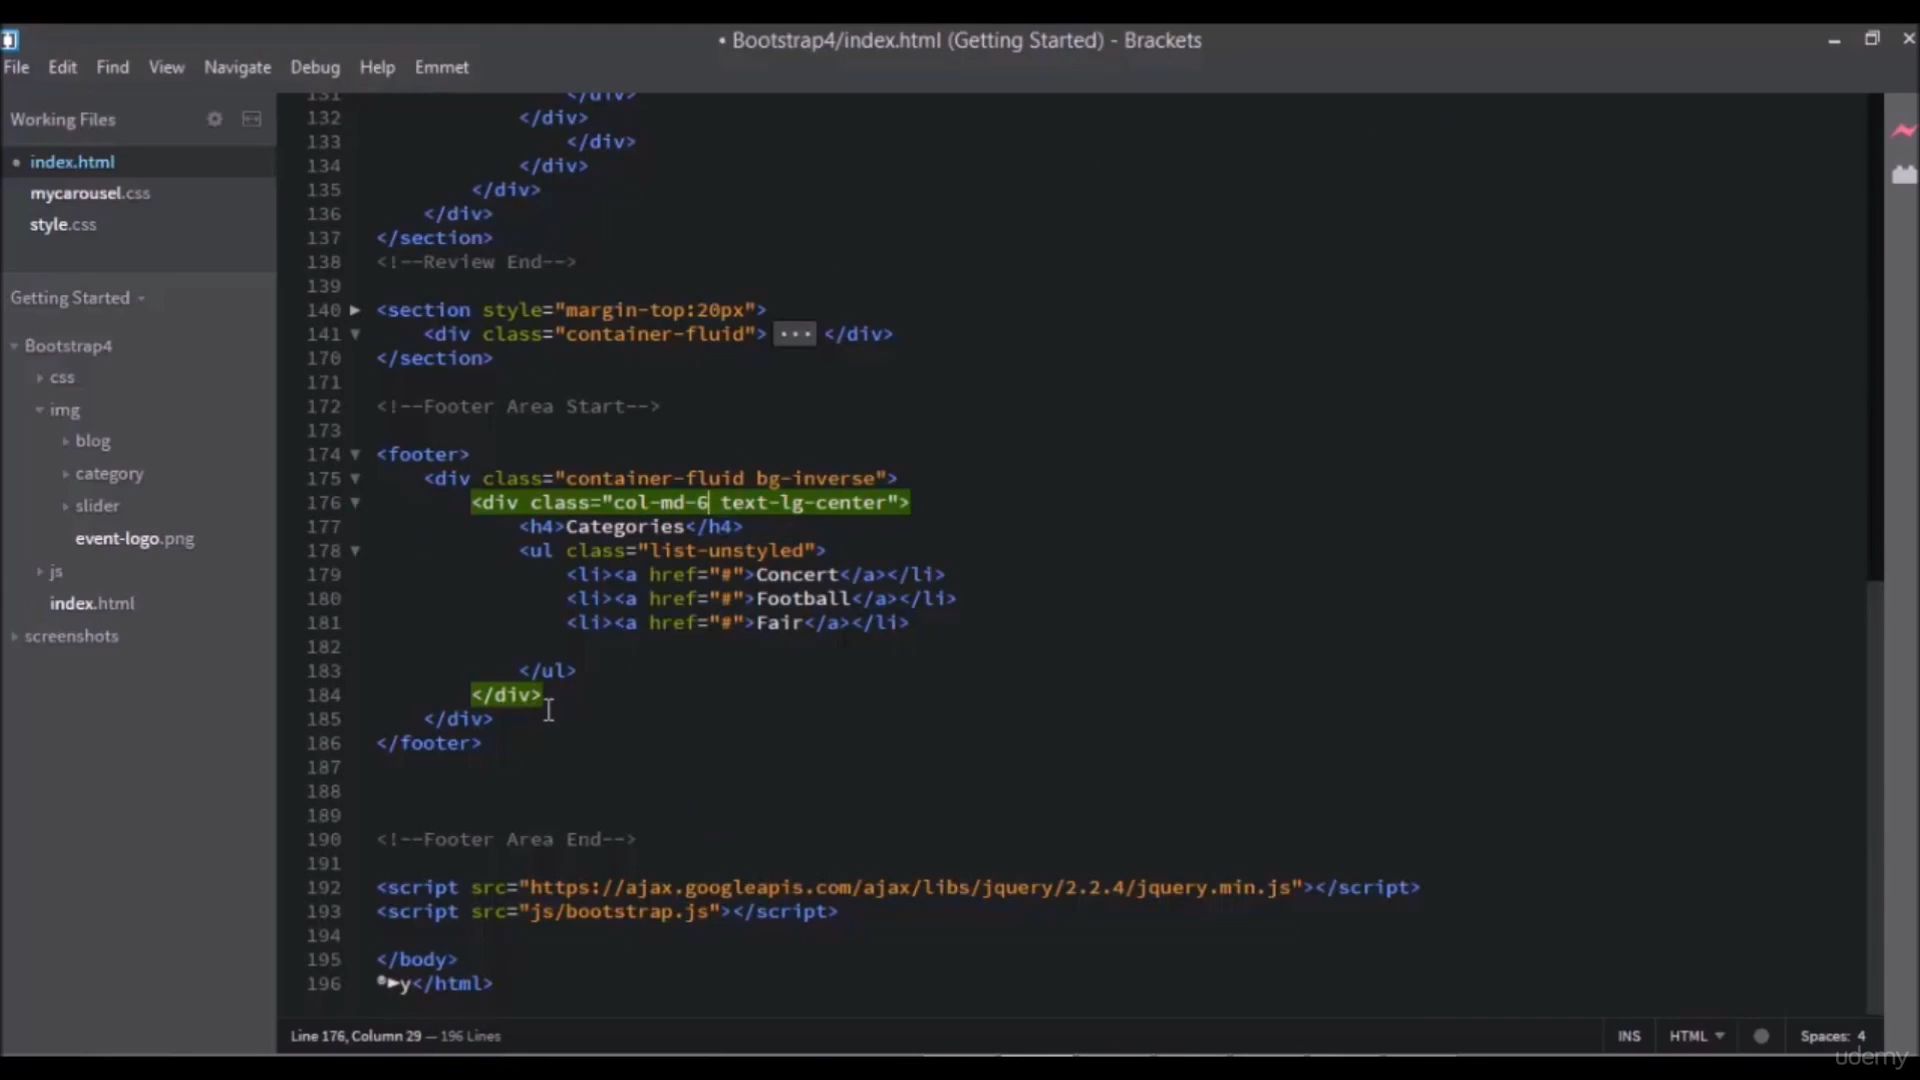 • Bootstrap4/index.html (Getting Started) - Brackets
File Edit Find View Navigate Debug Help Emmet
Working Files
• index.html
mycarousel.css
style.css
Getting Started
Bootstrap4
css
img
blog
category
slider
event-logo.png
js
index.html
screenshots
131 </div>
132 </div>
133 </div>
134 </div>
135 </div>
136 </div>
137 </section>
138 <!--Review End-->
139
140 <section style="margin-top:20px">
141 <div class="container-fluid"> ... </div>
170 </section>
171
172 <!--Footer Area Start-->
173
174 <footer>
175 <div class="container-fluid bg-inverse">
176 <div class="col-md-6 text-lg-center">
177 <h4>Categories</h4>
178 <ul class="list-unstyled">
179 <li><a href="#">Concert</a></li>
180 <li><a href="#">Football</a></li>
181 <li><a href="#">Fair</a></li>
182
183 </ul>
184 </div>
185 </div>
186 </footer>
187
188
189
190 <!--Footer Area End-->
191
192 <script src="https://ajax.googleapis.com/ajax/libs/jquery/2.2.4/jquery.min.js"></script>
193 <script src="js/bootstrap.js"></script>
194
195 </body>
196 y</html>
Line 176, Column 29 — 196 Lines
INS HTML Spaces: 4
udemy